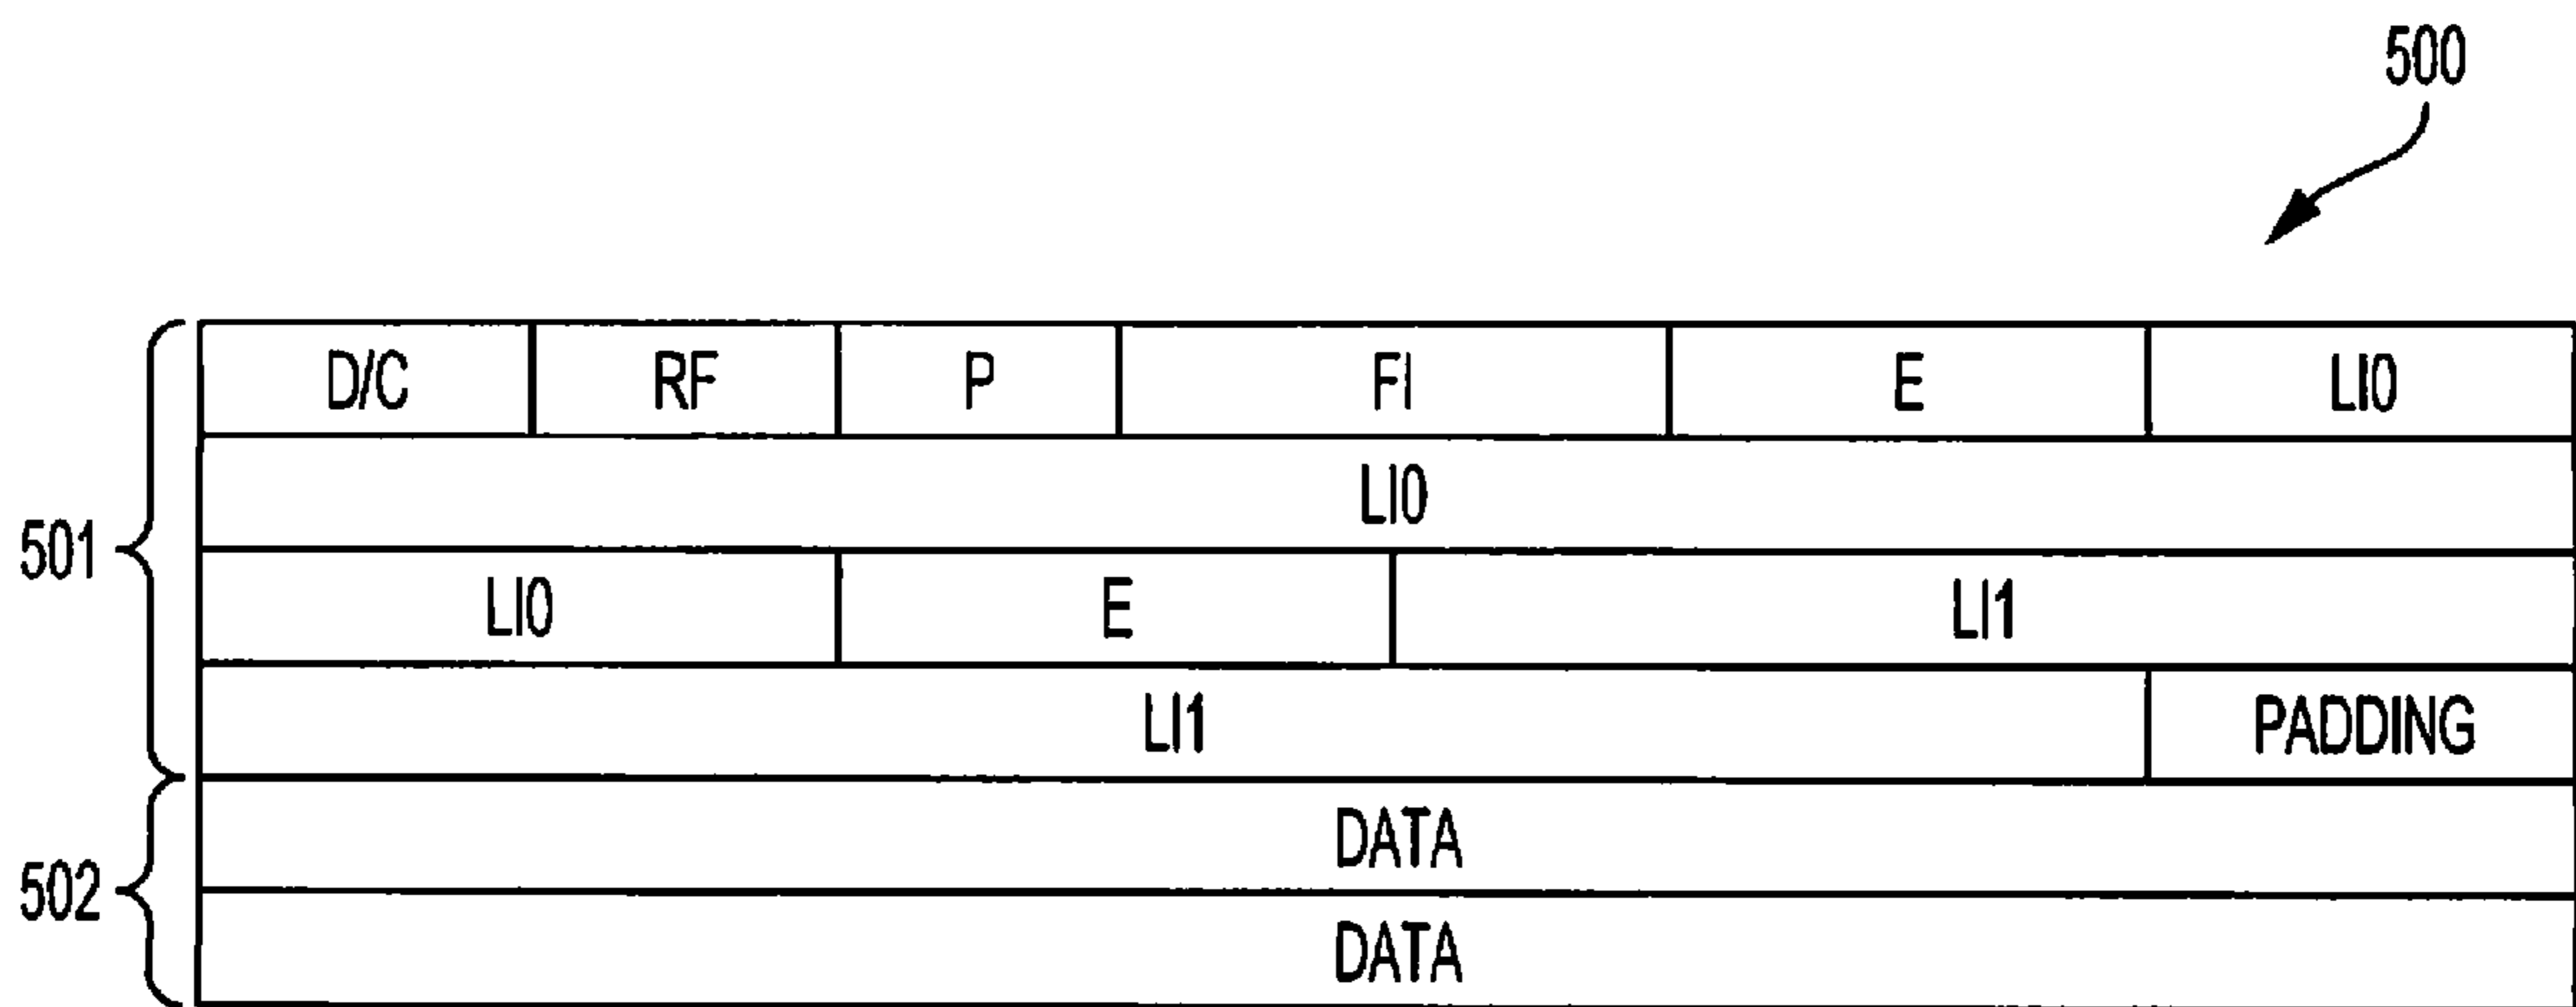 500
D/C RF P FI E LI0
LI0
501
LI0 E LI1
LI1 PADDING
DATA
502
DATA